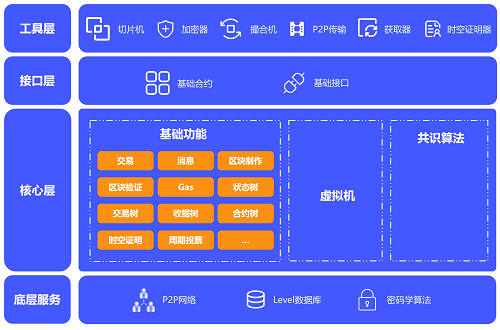 工具层
切片机 加密器 撮合机 P2P传输 获取器 时空证明器
接口层
基础合约 基础接口
核心层
基础功能
交易 消息 区块制作
区块验证 Gas 状态树
交易树 收据树 合约树
时空证明 周期投票 ...
虚拟机
共识算法
底层服务
P2P网络 Level数据库 密码学算法